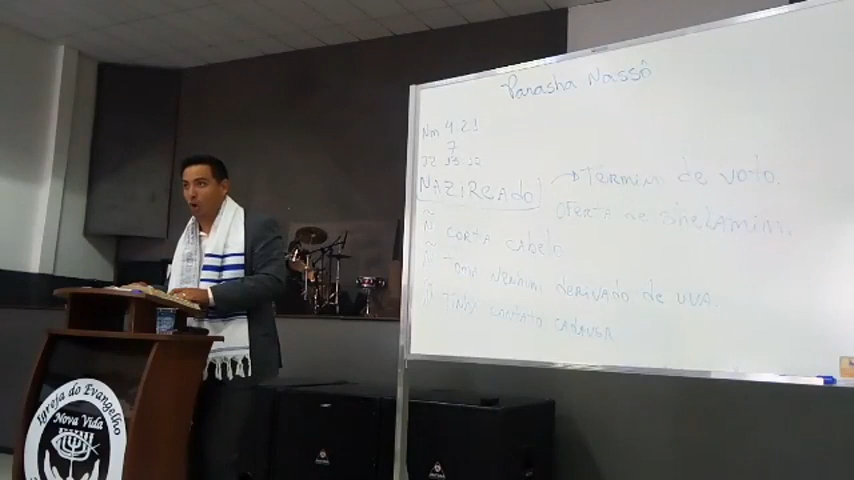 Parasha Nassô
Nm 4:21
7
NAZIREADO
Término de voto.
OFERTA de shelamim.
Ñ CORTA CABELO
Ñ TOMA NENHUM derivado de UVA.
Ñ TINHA CONTATO CADAVER
Igreja do Evangelho
Nova Vida